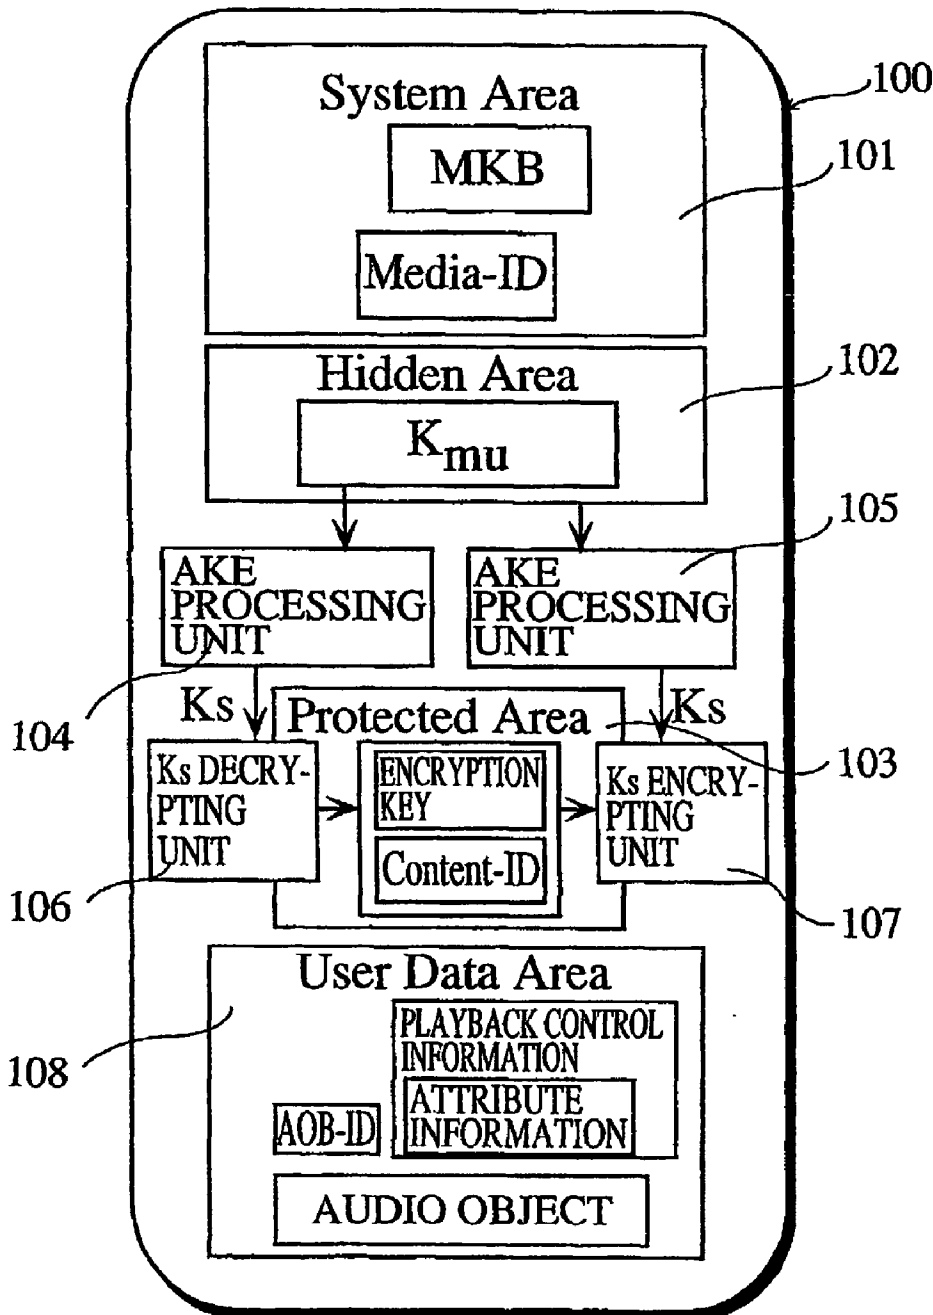 100
System Area
MKB
101
Media-ID
Hidden Area
102
Kmu
105
AKE
PROCESSING
UNIT
AKE
PROCESSING
UNIT
Ks
Ks
104
Protected Area
103
Ks DECRY-
PTING
UNIT
ENCRYPTION
KEY
Content-ID
Ks ENCRY-
PTING
UNIT
106
107
User Data Area
PLAYBACK CONTROL
INFORMATION
108
ATTRIBUTE
INFORMATION
AOB-ID
AUDIO OBJECT